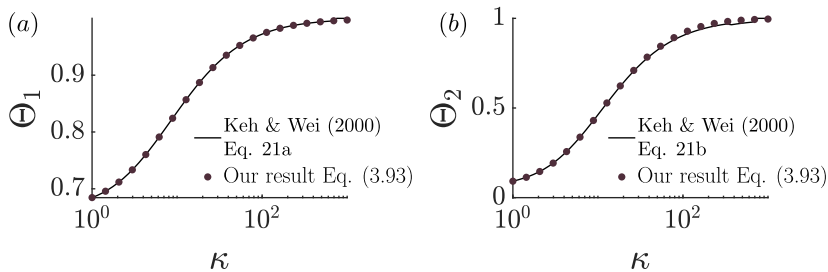 (a)
Θ1
0.9
0.8
0.7
10^0
10^2
κ
Keh & Wei (2000)
Eq. 21a
Our result Eq. (3.93)
(b)
Θ2
1
0.5
0
10^0
10^2
κ
Keh & Wei (2000)
Eq. 21b
Our result Eq. (3.93)